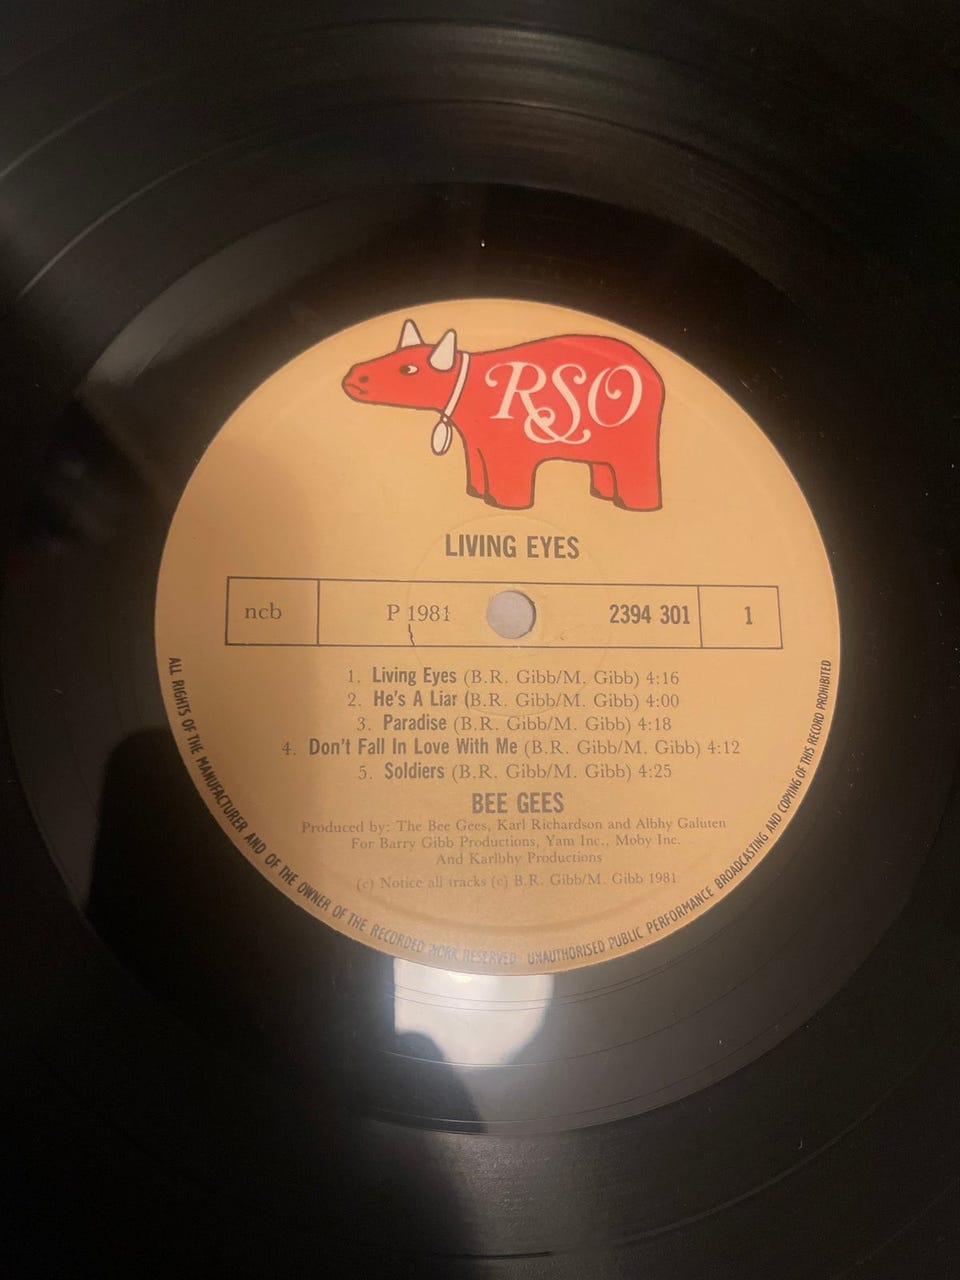 RSO
LIVING EYES
ncb P 1981 2394 301 1
1. Living Eyes (B.R. Gibb/M. Gibb) 4:16
2. He's A Liar (B.R. Gibb/M. Gibb) 4:00
3. Paradise (B.R. Gibb/M. Gibb) 4:18
4. Don't Fall In Love With Me (B.R. Gibb/M. Gibb) 4:12
5. Soldiers (B.R. Gibb/M. Gibb) 4:25
BEE GEES
Produced by: The Bee Gees, Karl Richardson and Albhy Galuten
For Barry Gibb Productions, Yam Inc., Moby Inc.
And Karlbhy Productions
(c) Notice all tracks (c) B.R. Gibb/M. Gibb 1981
ALL RIGHTS OF THE MANUFACTURER AND OF THE OWNER OF THE RECORDED WORK RESERVED UNAUTHORISED PUBLIC PERFORMANCE BROADCASTING AND COPYING OF THIS RECORD PROHIBITED